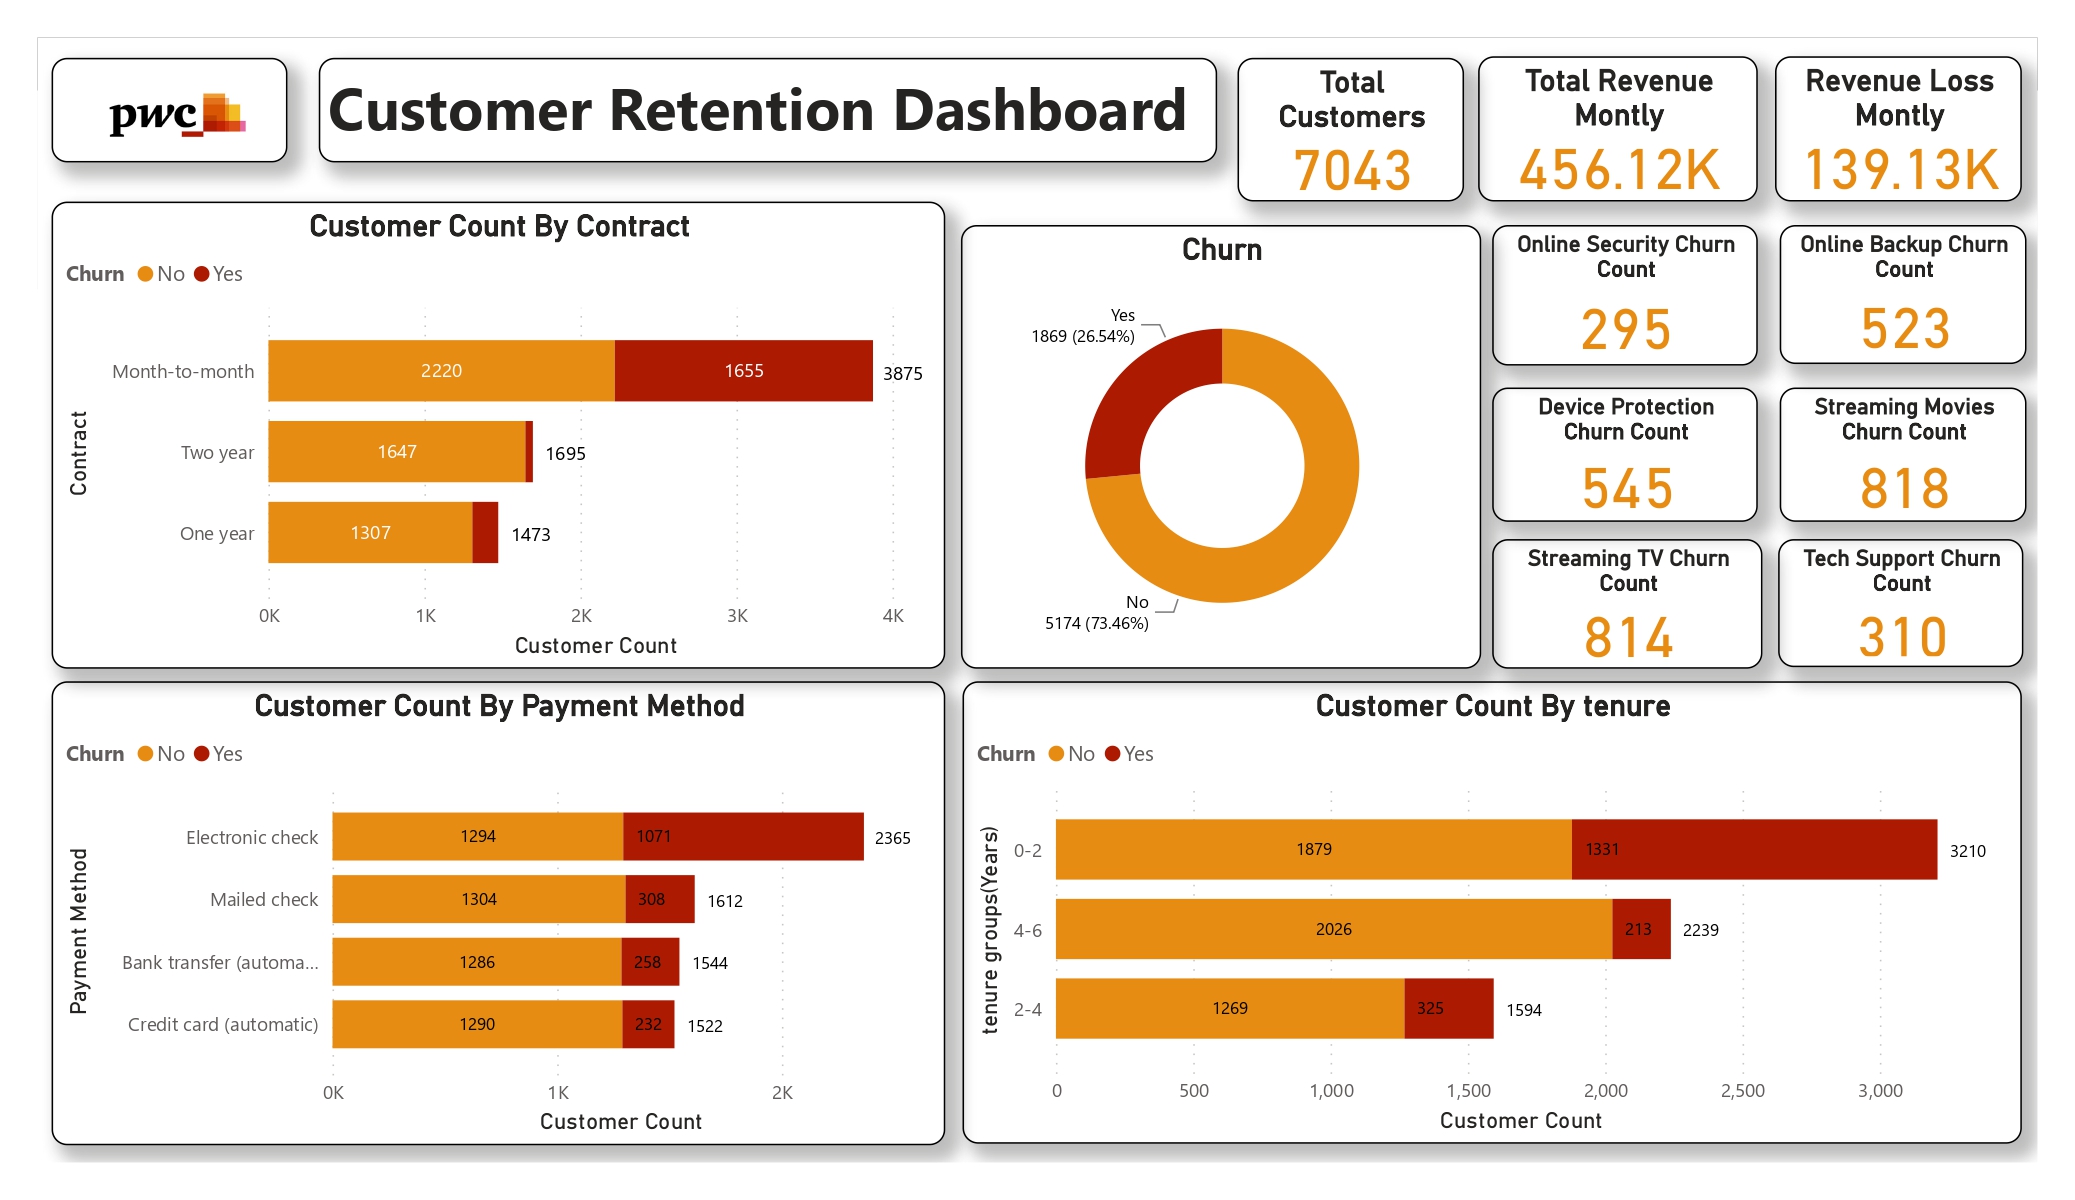 pwc
Customer Retention Dashboard
Total
Customers
7043
Total Revenue
Montly
456.12K
Revenue Loss
Montly
139.13K
Customer Count By Contract
Churn No Yes
Contract
Month-to-month 2220 1655 3875
Two year 1647 1695
One year 1307 1473
0K 1K 2K 3K 4K
Customer Count
Churn
Yes
1869 (26.54%)
No
5174 (73.46%)
Online Security Churn
Count
295
Online Backup Churn
Count
523
Device Protection
Churn Count
545
Streaming Movies
Churn Count
818
Streaming TV Churn
Count
814
Tech Support Churn
Count
310
Customer Count By Payment Method
Churn No Yes
Payment Method
Electronic check 1294 1071 2365
Mailed check 1304 308 1612
Bank transfer (automa... 1286 258 1544
Credit card (automatic) 1290 232 1522
0K 1K 2K
Customer Count
Customer Count By tenure
Churn No Yes
tenure groups(Years)
0-2 1879 1331 3210
4-6 2026 213 2239
2-4 1269 325 1594
0 500 1,000 1,500 2,000 2,500 3,000
Customer Count